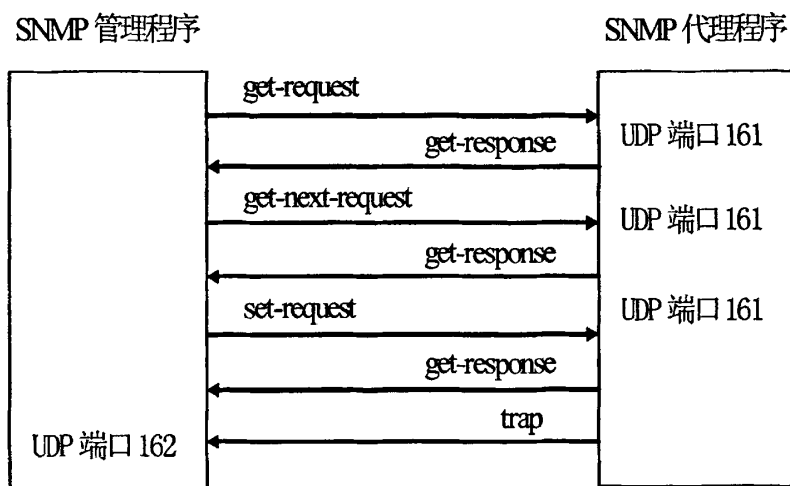 SNMP 管理程序
SNMP 代理程序
get-request
UDP 端口 161
get-response
get-next-request
UDP 端口 161
get-response
set-request
UDP 端口 161
get-response
trap
UDP 端口 162